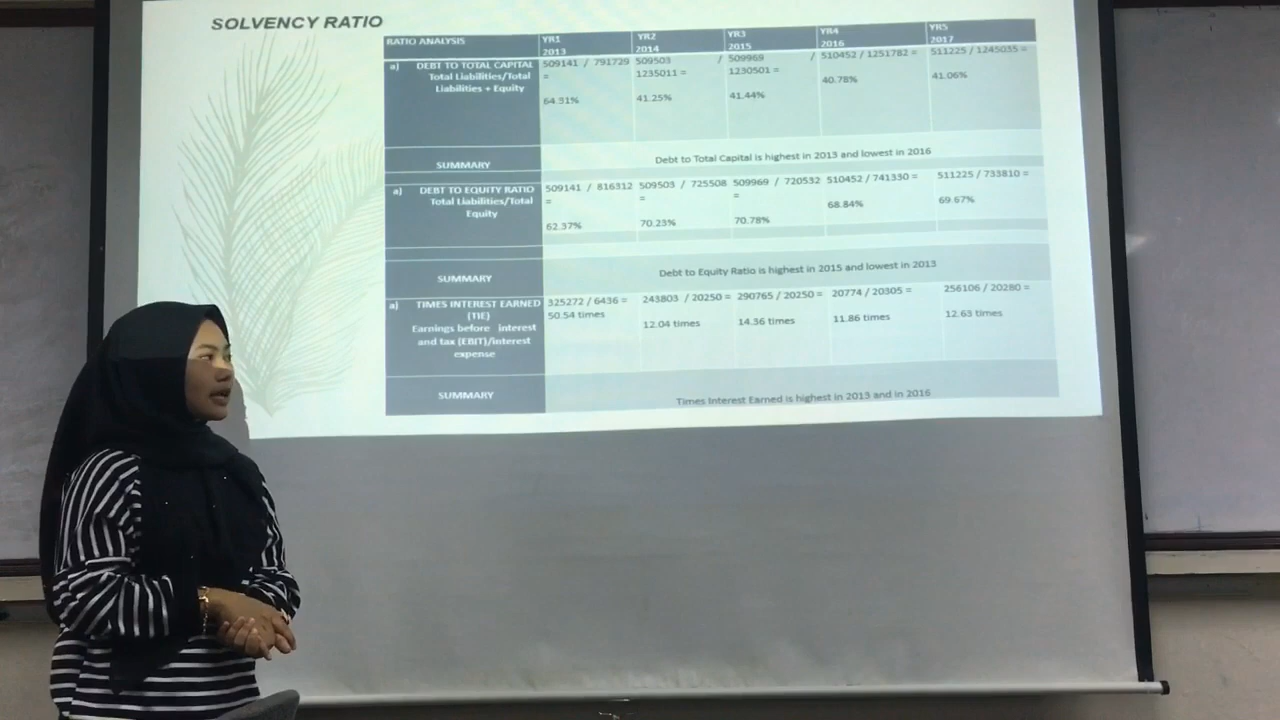 SOLVENCY RATIO
RATIO ANALYSIS
YR1
2013
YR2
2014
YR3
2015
YR4
2016
YR5
2017
a) DEBT TO TOTAL CAPITAL
Total Liabilities/Total
Liabilities + Equity
509141 / 791729
=
64.31%
509503 /
1235011 =
41.25%
509969 /
1230501 =
41.44%
510452 / 1251782 =
40.78%
511225 / 1245035 =
41.06%
SUMMARY
Debt to Total Capital is highest in 2013 and lowest in 2016
a) DEBT TO EQUITY RATIO
Total Liabilities/Total
Equity
509141 / 816312
=
62.37%
509503 / 725508
=
70.23%
509969 / 720532
=
70.78%
510452 / 741330 =
68.84%
511225 / 733810 =
69.67%
SUMMARY
Debt to Equity Ratio is highest in 2015 and lowest in 2013
a) TIMES INTEREST EARNED
(TIE)
Earnings before interest
and tax (EBIT)/interest
expense
325272 / 6436 =
50.54 times
243803 / 20250 =
12.04 times
290765 / 20250 =
14.36 times
20774 / 20305 =
11.86 times
256106 / 20280 =
12.63 times
SUMMARY
Times Interest Earned is highest in 2013 and in 2016